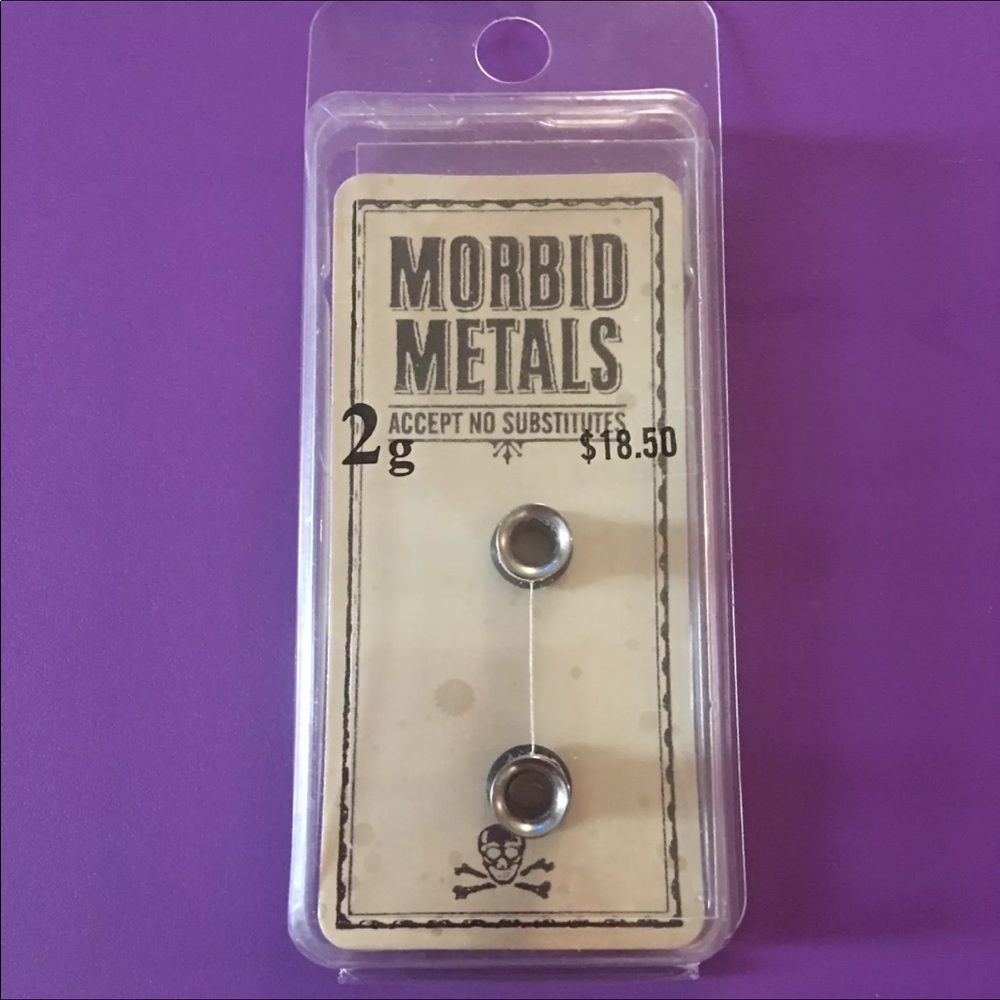 MORBID
METALS
ACCEPT NO SUBSTITUTES
2g
$18.50